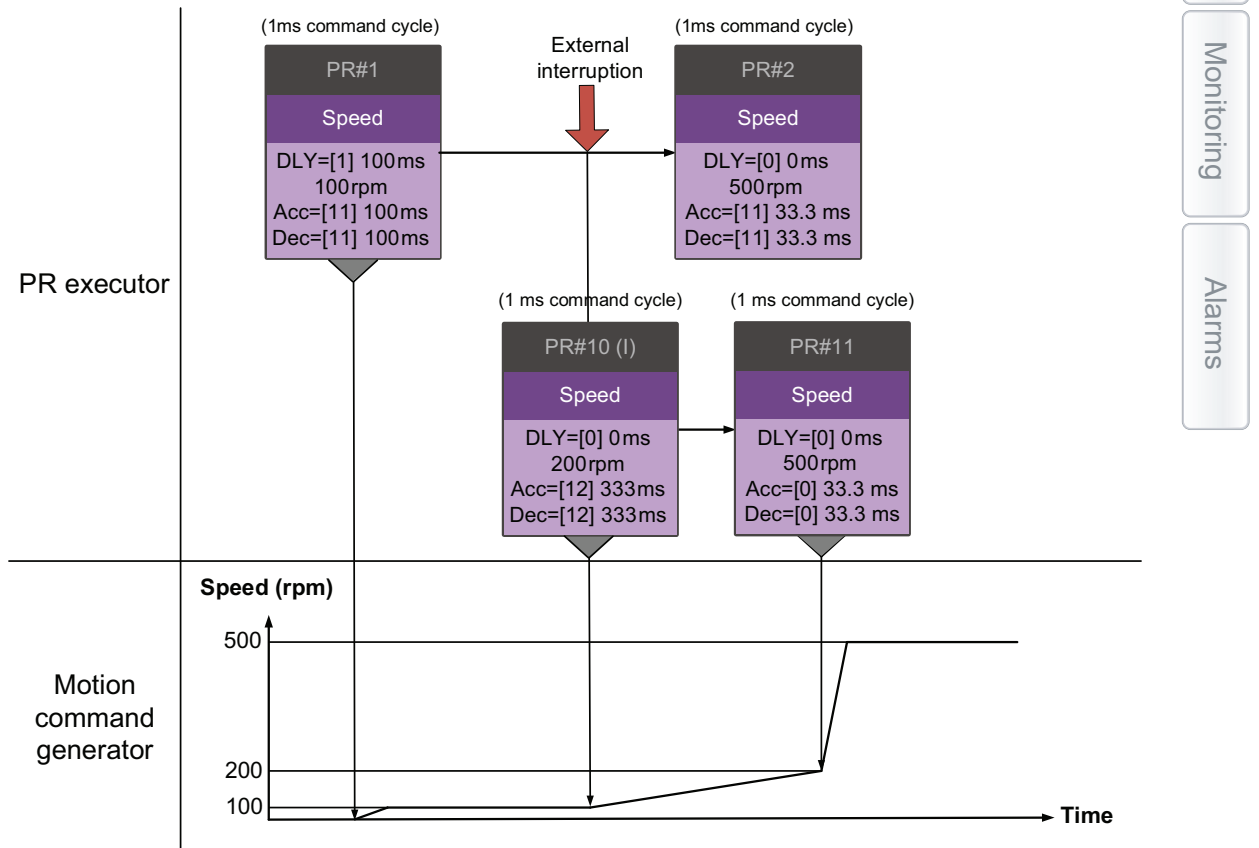 (1ms command cycle)
PR#1
Speed
DLY=[1] 100ms
100rpm
Acc=[11] 100ms
Dec=[11] 100ms
External
interruption
(1ms command cycle)
PR#2
Speed
DLY=[0] 0ms
500rpm
Acc=[11] 33.3 ms
Dec=[11] 33.3 ms
PR executor
(1 ms command cycle)
PR#10 (I)
Speed
DLY=[0] 0ms
200rpm
Acc=[12] 333ms
Dec=[12] 333ms
(1 ms command cycle)
PR#11
Speed
DLY=[0] 0ms
500rpm
Acc=[0] 33.3 ms
Dec=[0] 33.3 ms
Motion
command
generator
Speed (rpm)
500
200
100
Time
Monitoring
Alarms